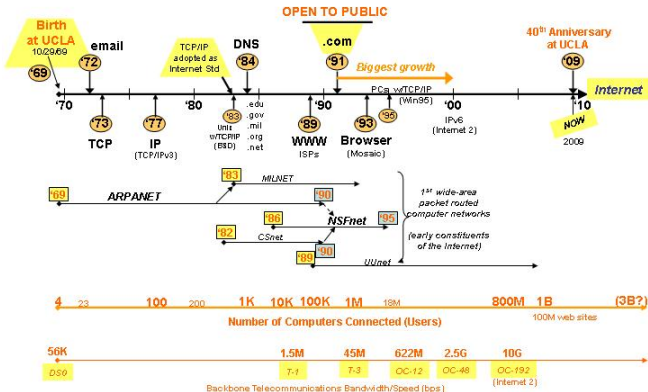 OPEN TO PUBLIC
Birth
at UCLA
10/29/69
email
TCP/IP
adopted as
Internet Std
DNS
.com
40th Anniversary
at UCLA
'69
'72
'84
'91
Biggest growth
'09
PCs w/TCP/IP
(Win95)
Internet
'70
'80
'90
'00
'10
'73
'77
'83
.edu
.gov
.mil
.org
.net
'89
'93
'95
IPv6
(Internet 2)
NOW
2009
TCP
IP
(TCP/IPv3)
Unix
w/TCP/IP
(BSD)
WWW
ISPs
Browser
(Mosaic)
'83
MILNET
'69
ARPANET
'90
1st wide-area
packet routed
computer networks
(early constituents
of the Internet)
'86
NSFnet
'95
'82
CSnet
'90
'89
UUnet
4 23 100 200 1K 10K 100K 1M 18M 800M 1B (3B?)
Number of Computers Connected (Users)
100M web sites
56K 1.5M 45M 622M 2.5G 10G
DS0 T-1 T-3 OC-12 OC-48 OC-192
(Internet 2)
Backbone Telecommunications Bandwidth/Speed (bps)